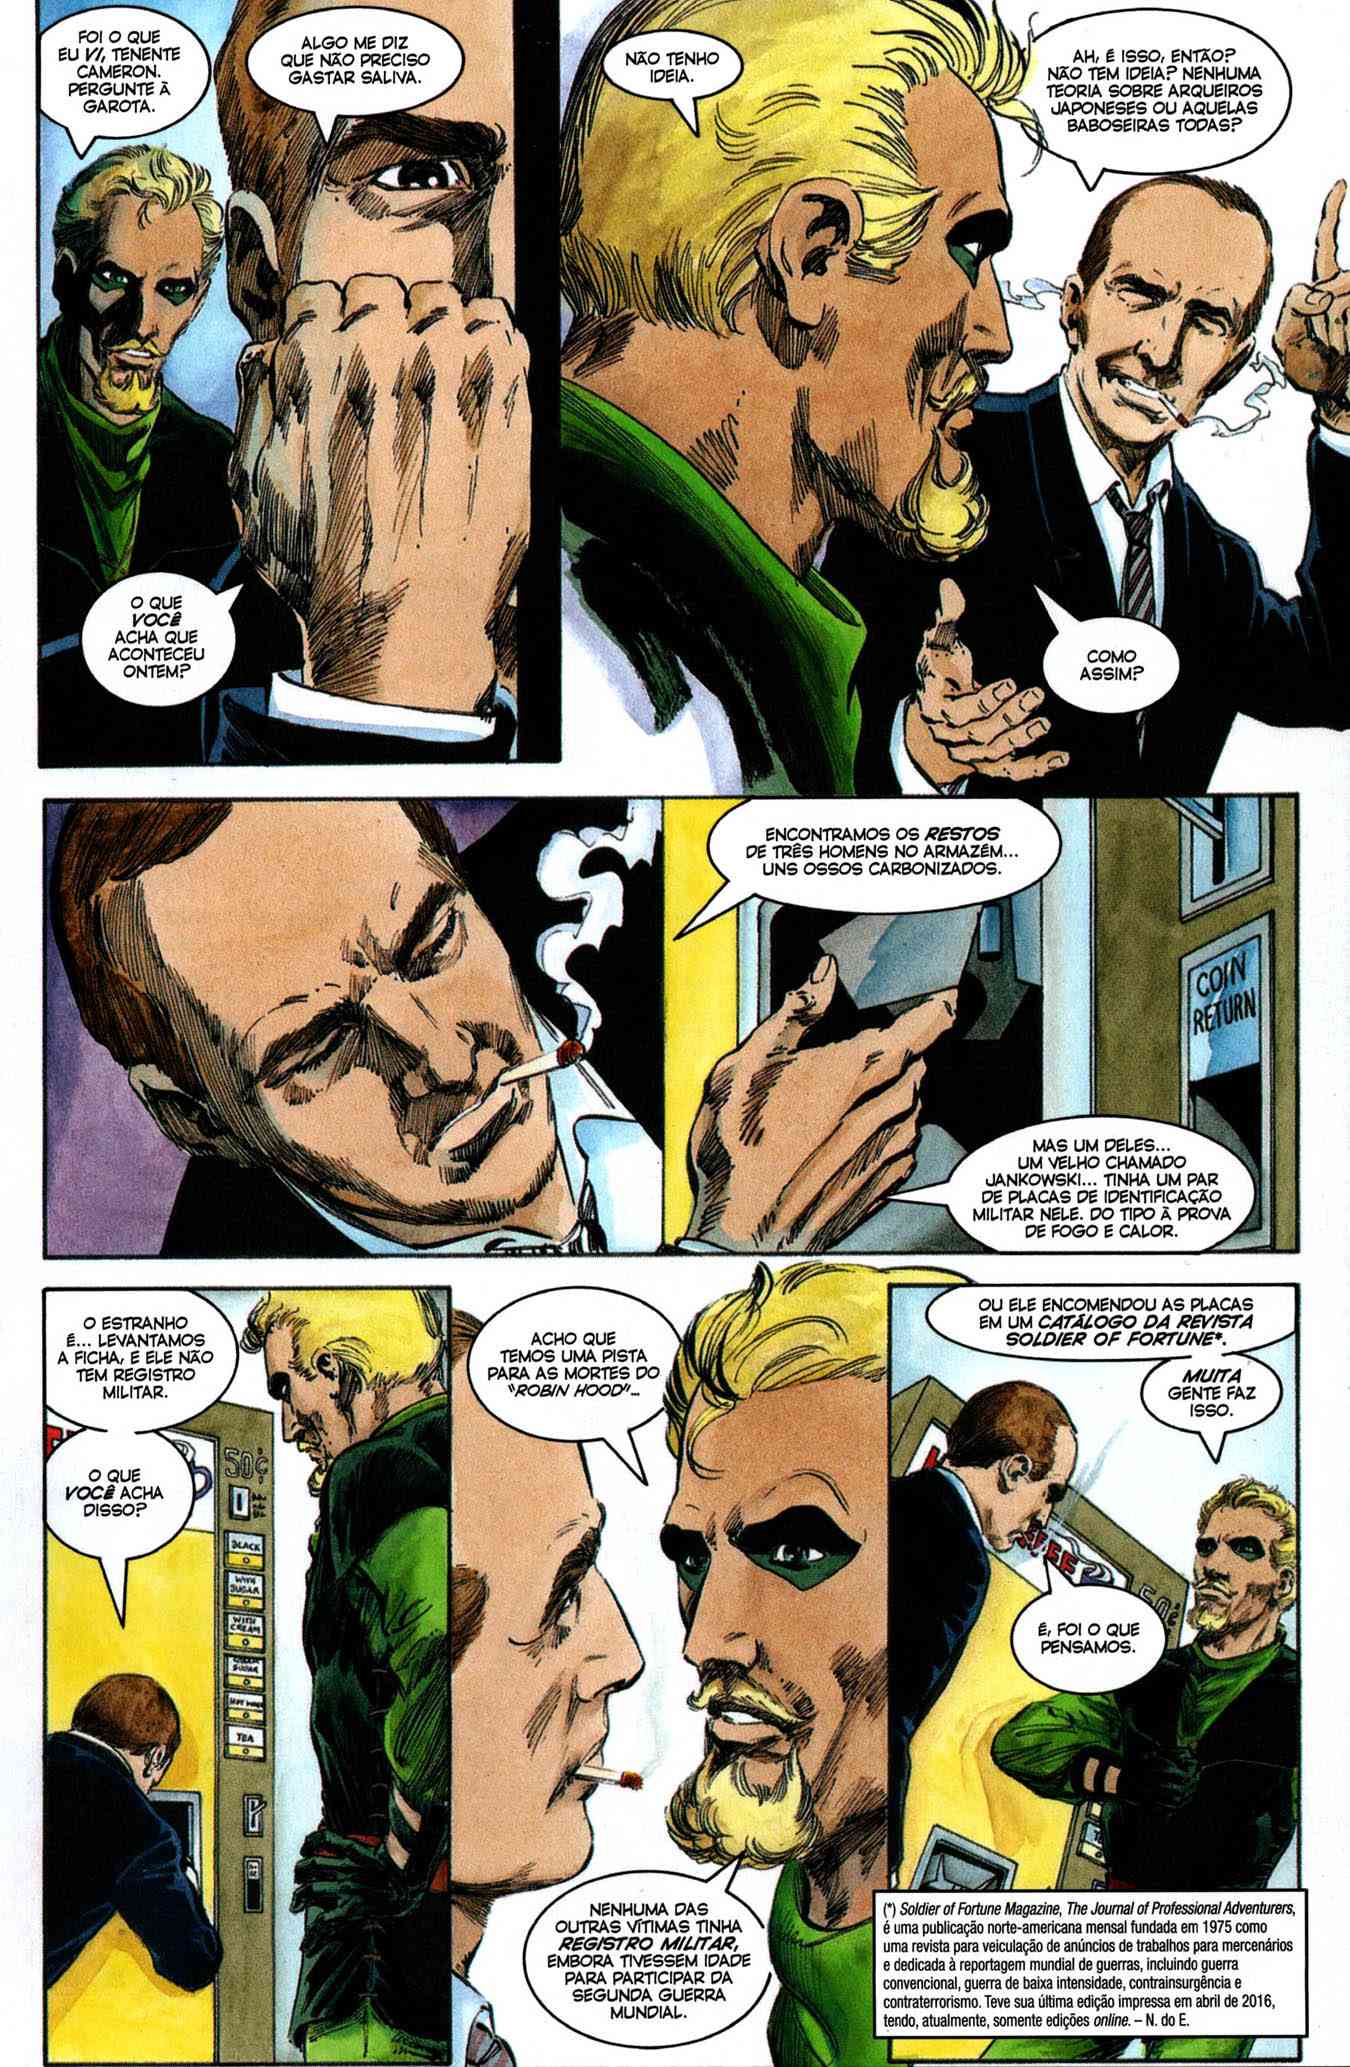 FOI O QUE
EU VI, TENENTE
CAMERON.
PERGUNTE À
GAROTA.
ALGO ME DIZ
QUE NÃO PRECISO
GASTAR SALIVA.
O QUE
VOCÊ
ACHA QUE
ACONTECEU
ONTEM?
NÃO TENHO
IDEIA.
AH, É ISSO, ENTÃO?
NÃO TEM IDEIA? NENHUMA
TEORIA SOBRE ARQUEIROS
JAPONESES OU AQUELAS
BABOSEIRAS TODAS?
COMO
ASSIM?
ENCONTRAMOS OS RESTOS
DE TRÊS HOMENS NO ARMAZÉM...
UNS OSSOS CARBONIZADOS.
COIN
RETURN
MAS UM DELES...
UM VELHO CHAMADO
JANKOWSKI... TINHA UM PAR
DE PLACAS DE IDENTIFICAÇÃO
MILITAR NELE. DO TIPO À PROVA
DE FOGO E CALOR.
O ESTRANHO
É... LEVANTAMOS
A FICHA, E ELE NÃO
TEM REGISTRO
MILITAR.
O QUE
VOCÊ ACHA
DISSO?
50¢
BLACK
WITH
SUGAR
WITH
CREAM
SUGAR
HOT WATER
TEA
ACHO QUE
TEMOS UMA PISTA
PARA AS MORTES DO
"ROBIN HOOD"...
NENHUMA DAS
OUTRAS VÍTIMAS TINHA
REGISTRO MILITAR,
EMBORA TIVESSEM IDADE
PARA PARTICIPAR DA
SEGUNDA GUERRA
MUNDIAL.
OU ELE ENCOMENDOU AS PLACAS
EM UM CATÁLOGO DA REVISTA
SOLDIER OF FORTUNE*.
MUITA
GENTE FAZ
ISSO.
50¢
É, FOI O QUE
PENSAMOS.
(*) Soldier of Fortune Magazine, The Journal of Professional Adventurers,
é uma publicação norte-americana mensal fundada em 1975 como
uma revista para veiculação de anúncios de trabalhos para mercenários
e dedicada à reportagem mundial de guerras, incluindo guerra
convencional, guerra de baixa intensidade, contrainsurgência e
contraterrorismo. Teve sua última edição impressa em abril de 2016,
tendo, atualmente, somente edições online. – N. do E.